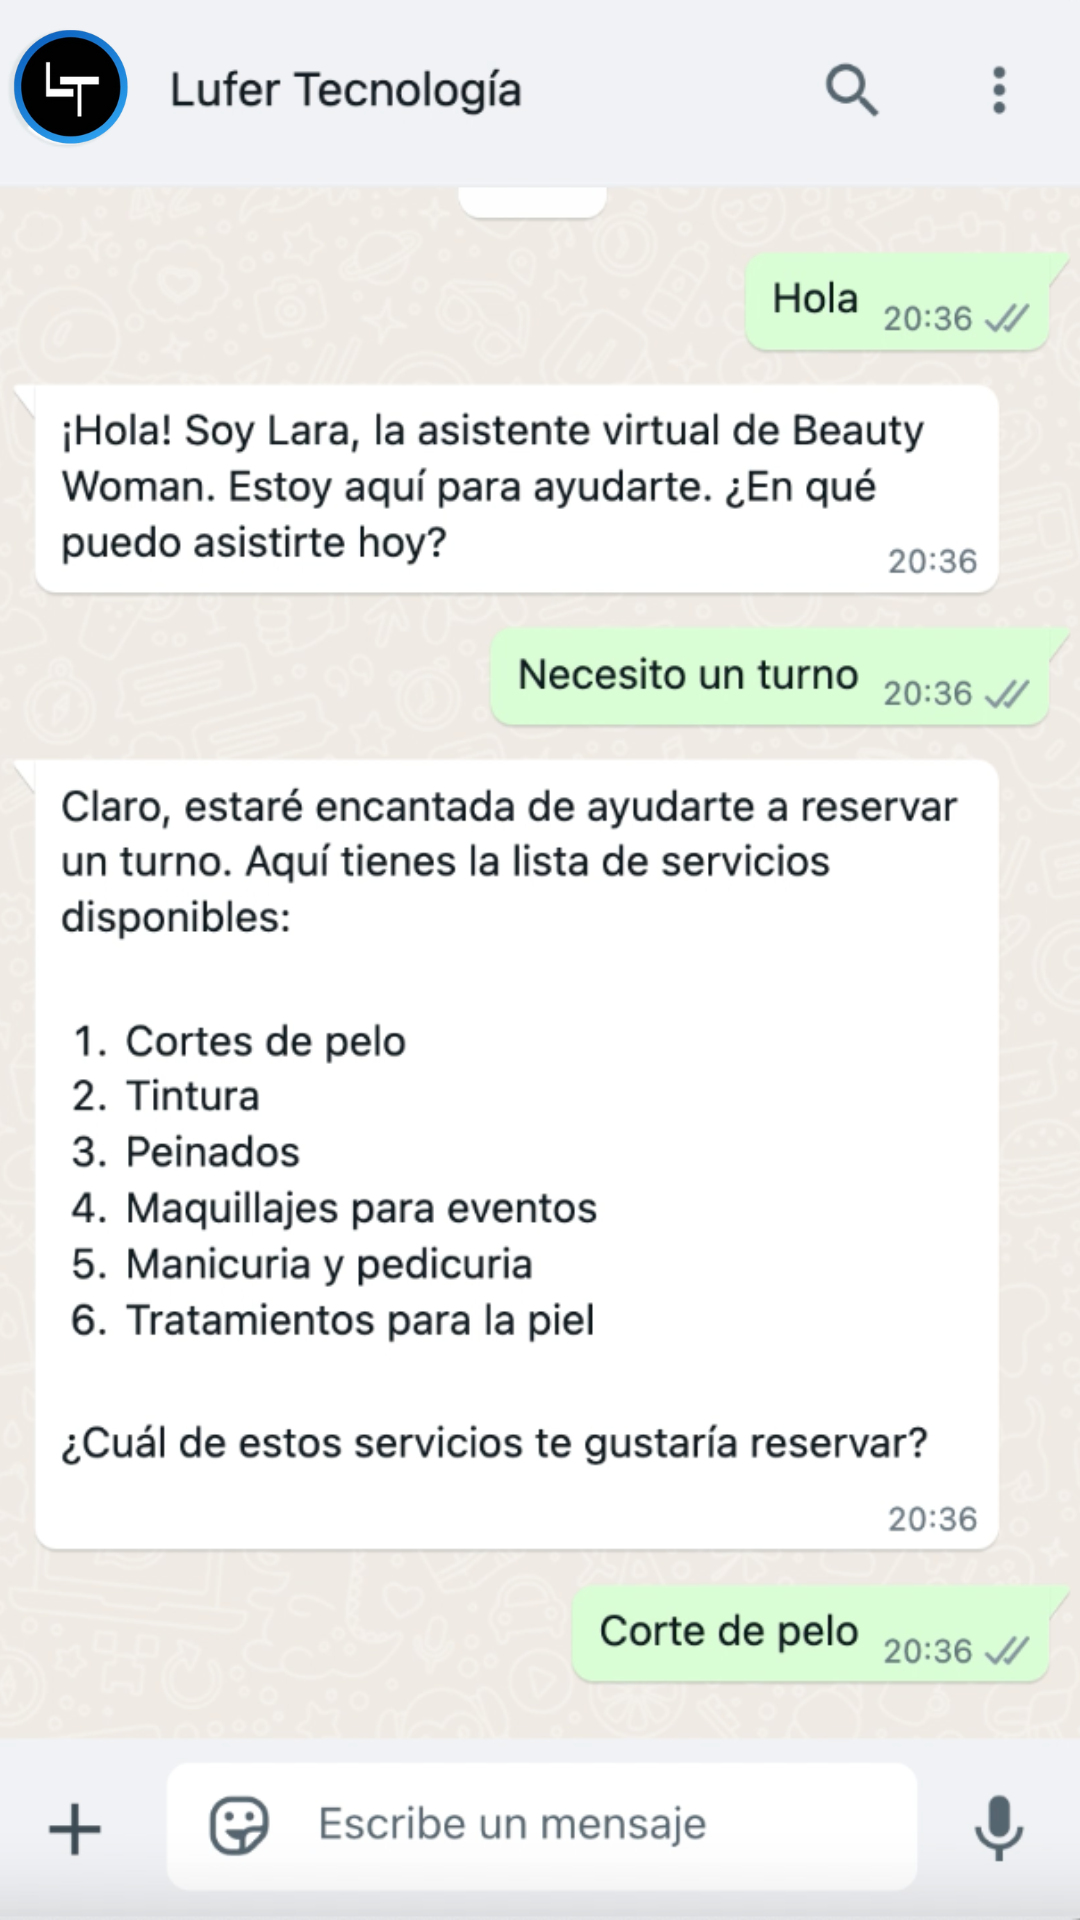 LT
Lufer Tecnología
Hola 20:36
¡Hola! Soy Lara, la asistente virtual de Beauty
Woman. Estoy aquí para ayudarte. ¿En qué
puedo asistirte hoy?
20:36
Necesito un turno 20:36
Claro, estaré encantada de ayudarte a reservar
un turno. Aquí tienes la lista de servicios
disponibles:
1. Cortes de pelo
2. Tintura
3. Peinados
4. Maquillajes para eventos
5. Manicuria y pedicuria
6. Tratamientos para la piel
¿Cuál de estos servicios te gustaría reservar?
20:36
Corte de pelo 20:36
Escribe un mensaje